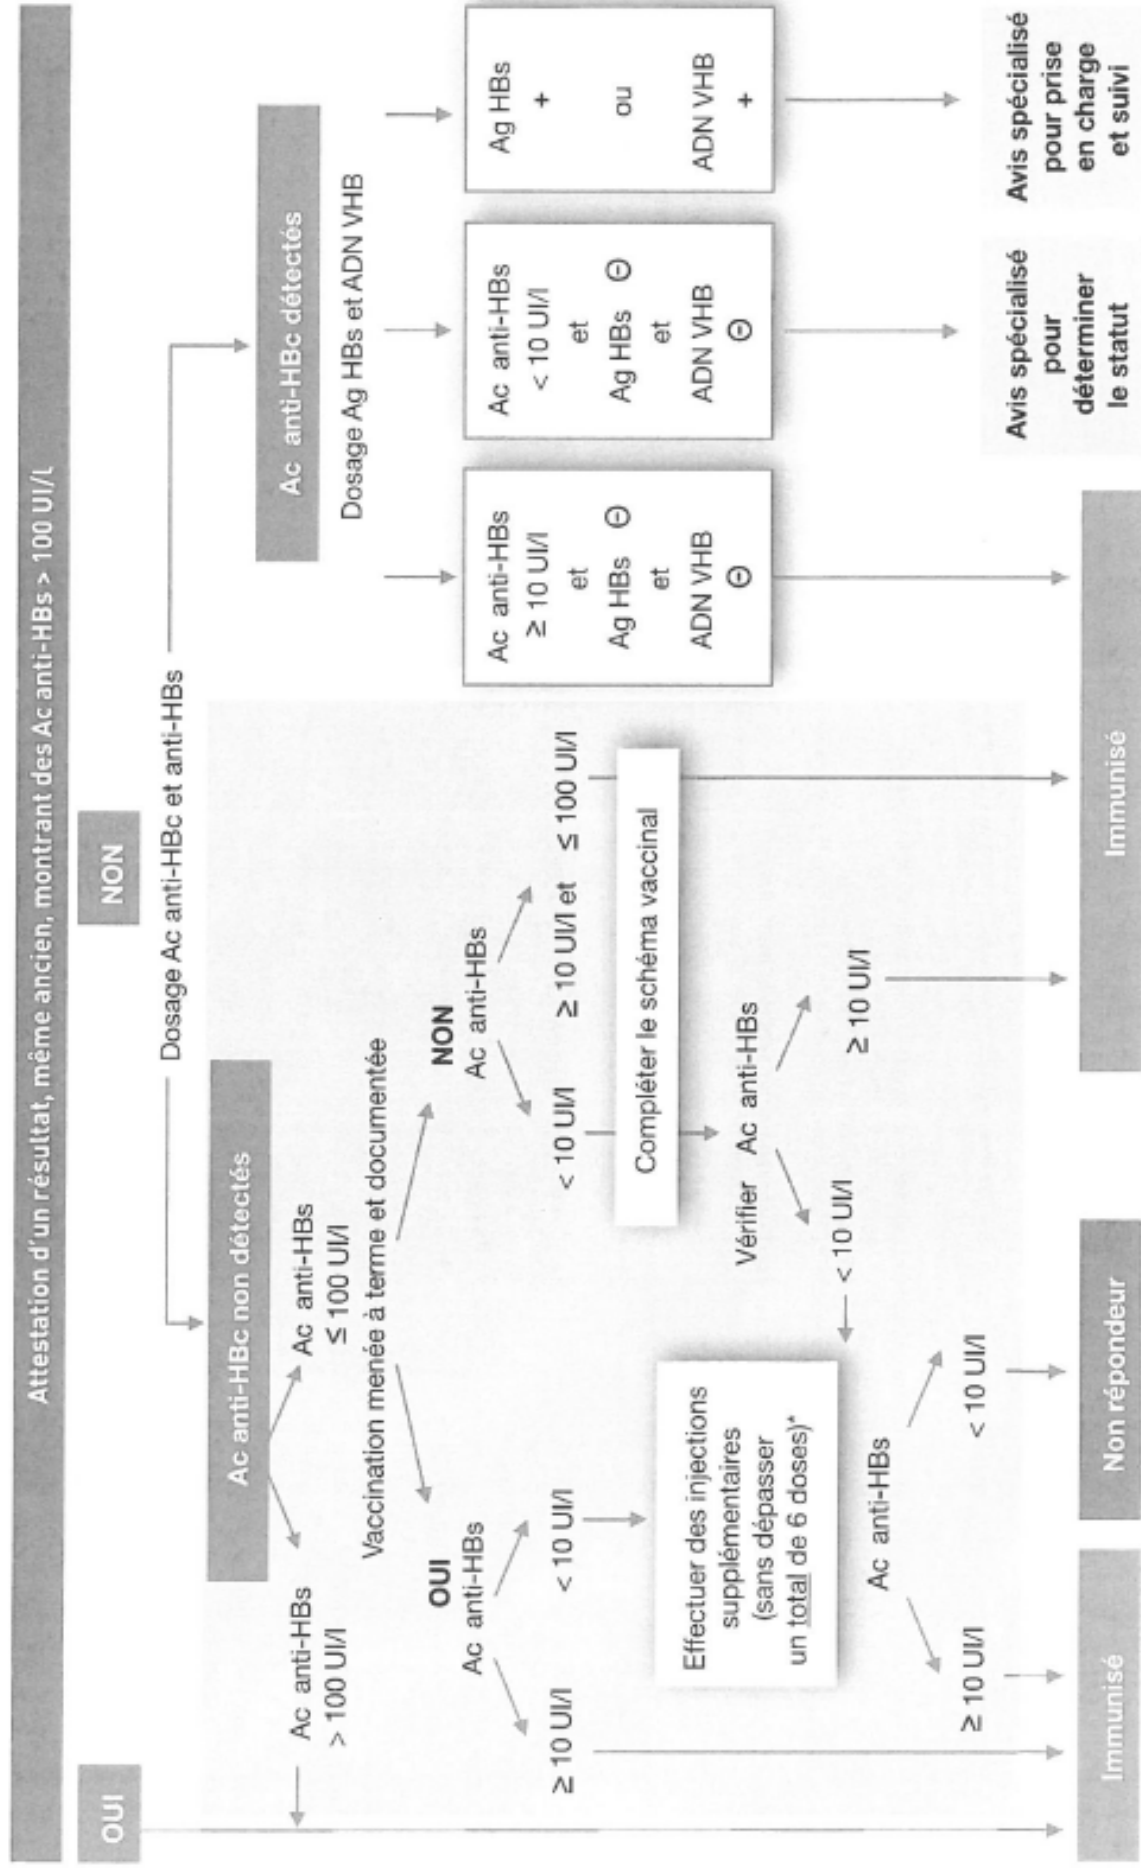 Attestation d'un résultat, même ancien, montrant des Ac anti-HBs > 100 UI/l
OUI
NON
Dosage Ac anti-HBc et anti-HBs
Ac anti-HBc non détectés
Ac anti-HBc détectés
Ac anti-HBs
> 100 UI/l
Ac anti-HBs
≤ 100 UI/l
Vaccination menée à terme et documentée
OUI
Ac anti-HBs
≥ 10 UI/l
< 10 UI/l
NON
Ac anti-HBs
< 10 UI/l
≥ 10 UI/l et ≤ 100 UI/l
Compléter le schéma vaccinal
Vérifier Ac anti-HBs
< 10 UI/l
≥ 10 UI/l
Effectuer des injections
supplémentaires
(sans dépasser
un total de 6 doses)*
Ac anti-HBs
≥ 10 UI/l
< 10 UI/l
Dosage Ag HBs et ADN VHB
Ac anti-HBs
≥ 10 UI/l
et
Ag HBs ⊖
et
ADN VHB
⊖
Ac anti-HBs
< 10 UI/l
et
Ag HBs ⊖
et
ADN VHB
⊖
Ag HBs
+
ou
ADN VHB
+
Immunisé
Non répondeur
Immunisé
Avis spécialisé
pour
déterminer
le statut
Avis spécialisé
pour prise
en charge
et suivi